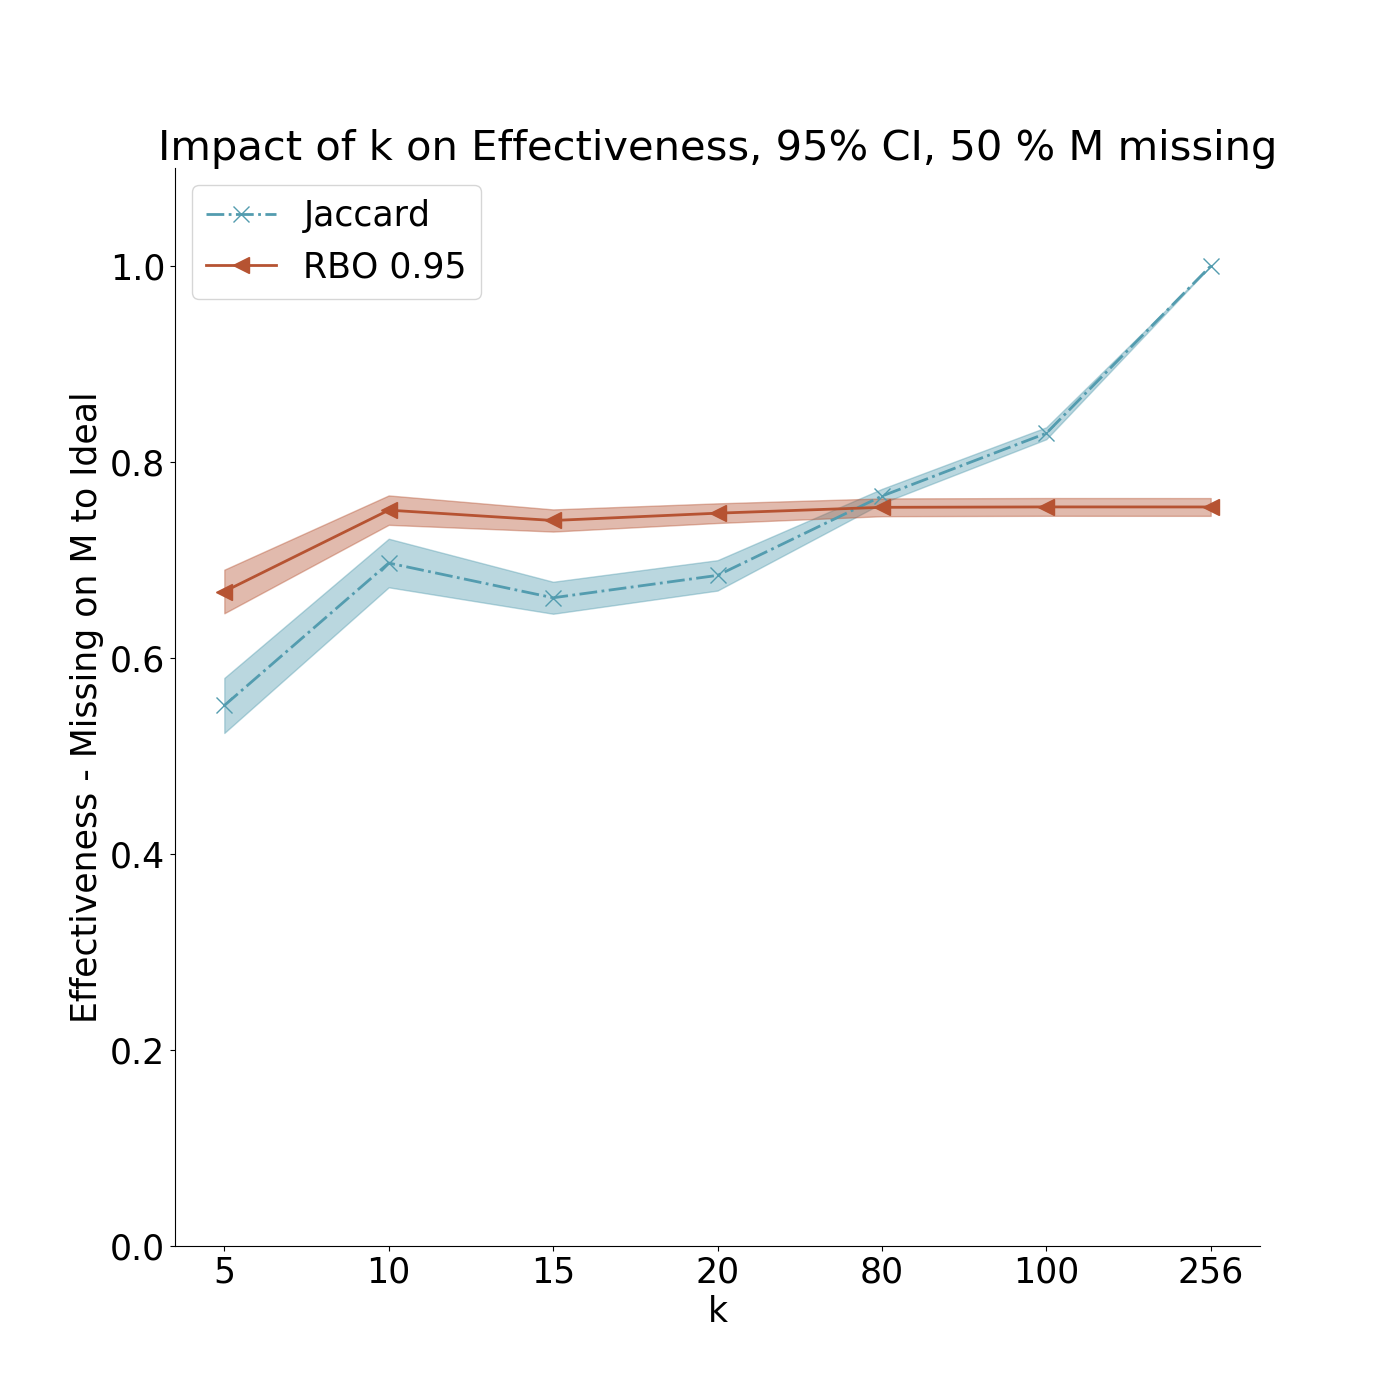 Impact of k on Effectiveness, 95% CI, 50 % M missing
Jaccard
RBO 0.95
Effectiveness - Missing on M to Ideal
1.0
0.8
0.6
0.4
0.2
0.0
5 10 15 20 80 100 256
k